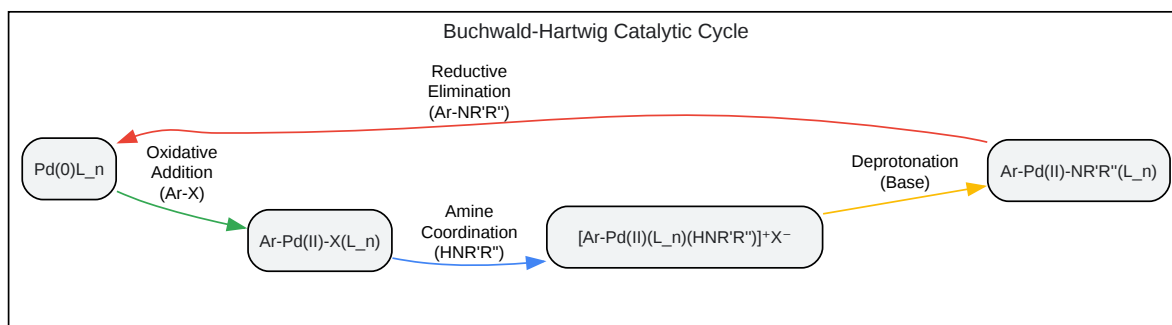 Buchwald-Hartwig Catalytic Cycle
Reductive
Elimination
(Ar-NR'R")
Pd(0)L_n
Oxidative
Addition
(Ar-X)
Ar-Pd(II)-X(L_n)
Amine
Coordination
(HNR'R")
[Ar-Pd(II)(L_n)(HNR'R")]⁺X⁻
Deprotonation
(Base)
Ar-Pd(II)-NR'R"(L_n)